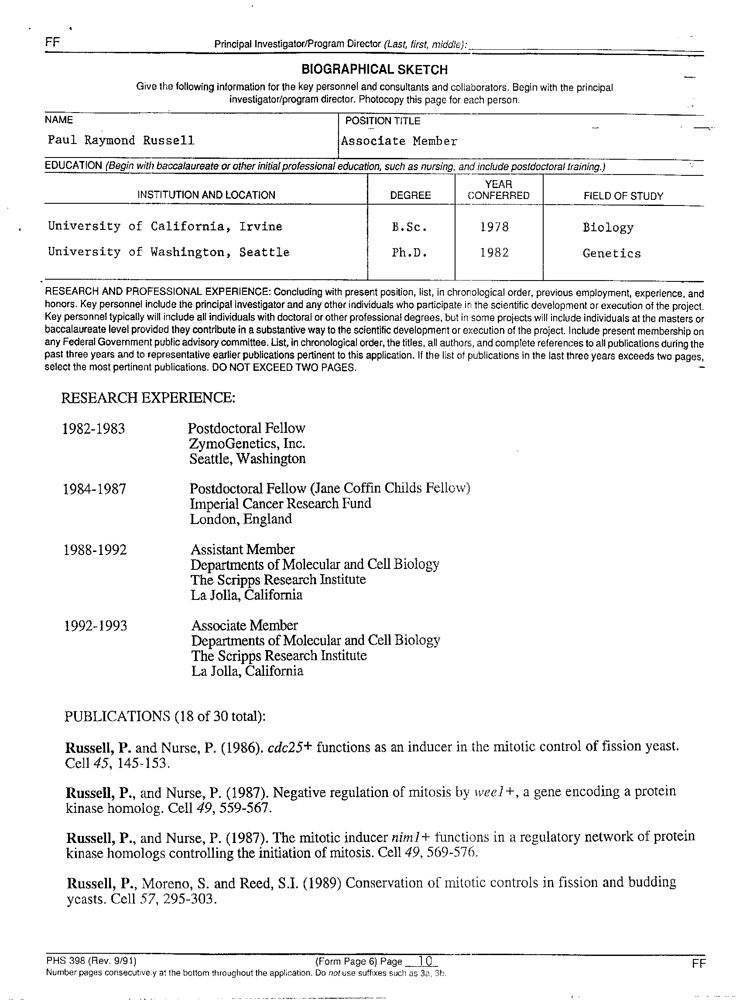 FF
Principal Investigator/Program Director (Last, first, middle):
BIOGRAPHICAL SKETCH
Give the following information for the key personnel and consultants and collaborators. Begin with the principal
investigator/program director. Photocopy this page for each person.
NAME
POSITION TITLE
Paul Raymond Russell
Associate Member
EDUCATION (Begin with baccalaureate or other initial professional education, such as nursing, and include postdoctoral training.)
INSTITUTION AND LOCATION
DEGREE
YEAR
CONFERRED
FIELD OF STUDY
University of California, Irvine
B.Sc.
1978
Biology
University of Washington, Seattle
Ph.D.
1982
Genetics
RESEARCH AND PROFESSIONAL EXPERIENCE: Concluding with present position, list, in chronological order, previous employment, experience, and
honors. Key personnel include the principal investigator and any other individuals who participate in the scientific development or execution of the project.
Key personnel typically will include all individuals with doctoral or other professional degrees, but in some projects will include individuals at the masters or
baccalaureate level provided they contribute in a substantive way to the scientific development or execution of the project. Include present membership on
any Federal Government public advisory committee. List, in chronological order, the titles, all authors, and complete references to all publications during the
past three years and to representative earlier publications pertinent to this application. If the list of publications in the last three years exceeds two pages,
select the most pertinent publications. DO NOT EXCEED TWO PAGES.
RESEARCH EXPERIENCE:
1982-1983 Postdoctoral Fellow
ZymoGenetics, Inc.
Seattle, Washington
1984-1987 Postdoctoral Fellow (Jane Coffin Childs Fellow)
Imperial Cancer Research Fund
London, England
1988-1992 Assistant Member
Departments of Molecular and Cell Biology
The Scripps Research Institute
La Jolla, California
1992-1993 Associate Member
Departments of Molecular and Cell Biology
The Scripps Research Institute
La Jolla, California
PUBLICATIONS (18 of 30 total):
Russell, P. and Nurse, P. (1986). cdc25+ functions as an inducer in the mitotic control of fission yeast.
Cell 45, 145-153.
Russell, P., and Nurse, P. (1987). Negative regulation of mitosis by wee1+, a gene encoding a protein
kinase homolog. Cell 49, 559-567.
Russell, P., and Nurse, P. (1987). The mitotic inducer nim1+ functions in a regulatory network of protein
kinase homologs controlling the initiation of mitosis. Cell 49, 569-576.
Russell, P., Moreno, S. and Reed, S.I. (1989) Conservation of mitotic controls in fission and budding
yeasts. Cell 57, 295-303.
PHS 398 (Rev. 9/91)
(Form Page 6) Page 10
FF
Number pages consecutively at the bottom throughout the application. Do not use suffixes such as 3a, 3b.